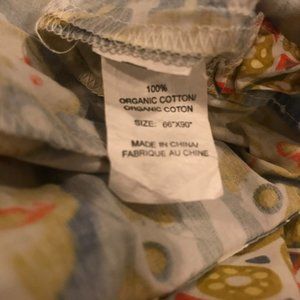 100%
ORGANIC COTTON/
ORGANIC COTON
SIZE: 66"X90"
MADE IN CHINA/
FABRIQUE AU CHINE